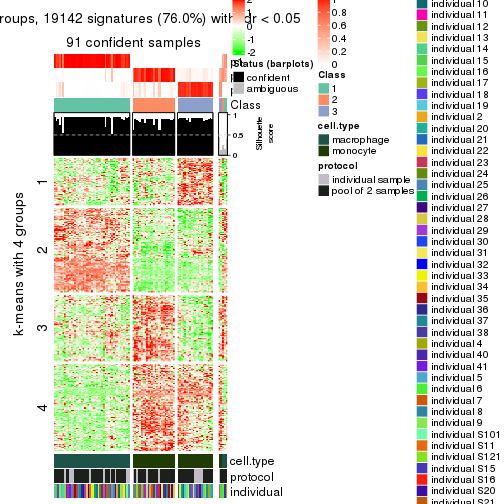 roups, 19142 signatures (76.0%) with
dr < 0.05
91 confident samples
2
1
0
-1
-2
0.8
0.6
0.4
0.2
0
Status (barplots)
confident
ambiguous
Class
1
2
3
cell.type
macrophage
monocyte
protocol
individual sample
pool of 2 samples
Class
1
0.5
0
Silhouette
score
k-means with 4 groups
1
2
3
4
cell.type
protocol
individual
individual 10
individual 11
individual 12
individual 13
individual 14
individual 15
individual 16
individual 17
individual 18
individual 19
individual 2
individual 20
individual 21
individual 22
individual 23
individual 24
individual 25
individual 26
individual 27
individual 28
individual 29
individual 30
individual 31
individual 32
individual 33
individual 34
individual 35
individual 36
individual 37
individual 38
individual 4
individual 40
individual 41
individual 5
individual 6
individual 7
individual 8
individual 9
individual S101
individual S11
individual S121
individual S15
individual S16
individual S20
individual S21